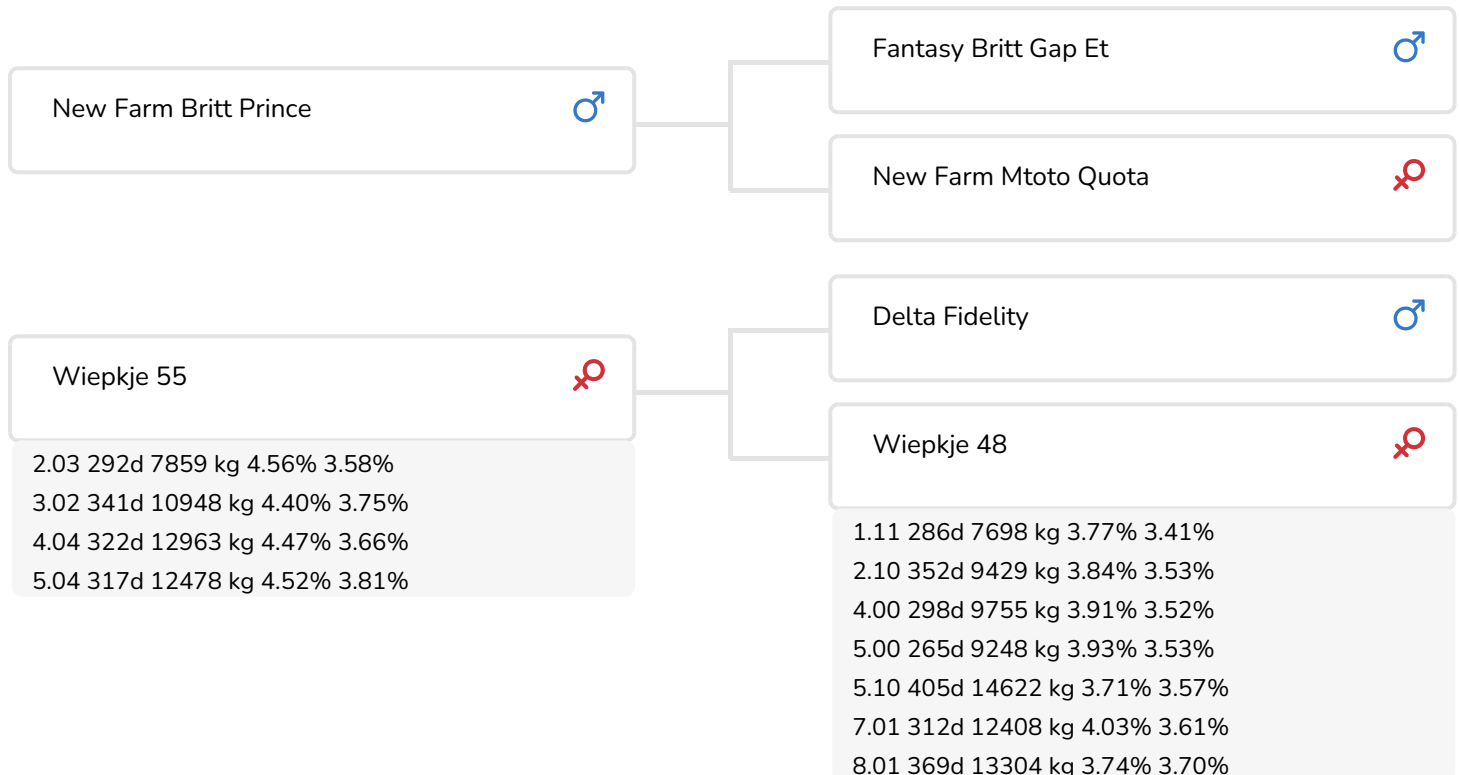 New Farm Britt Prince
Fantasy Britt Gap Et
New Farm Mtoto Quota
Wiepkje 55
2.03 292d 7859 kg 4.56% 3.58%
3.02 341d 10948 kg 4.40% 3.75%
4.04 322d 12963 kg 4.47% 3.66%
5.04 317d 12478 kg 4.52% 3.81%
Delta Fidelity
Wiepkje 48
1.11 286d 7698 kg 3.77% 3.41%
2.10 352d 9429 kg 3.84% 3.53%
4.00 298d 9755 kg 3.91% 3.52%
5.00 265d 9248 kg 3.93% 3.53%
5.10 405d 14622 kg 3.71% 3.57%
7.01 312d 12408 kg 4.03% 3.61%
8.01 369d 13304 kg 3.74% 3.70%